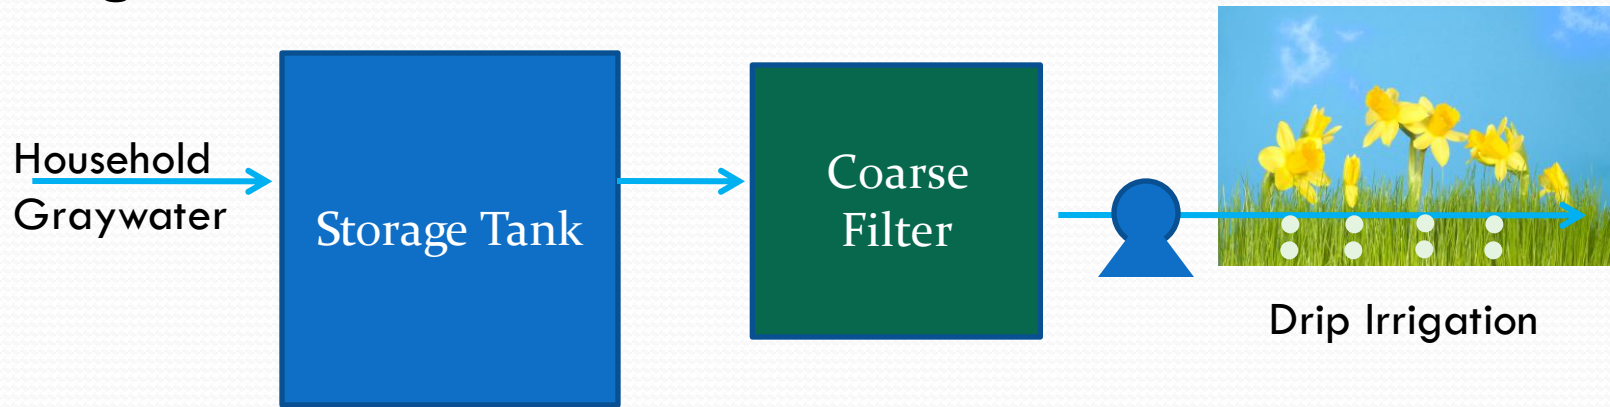 Household
Graywater
Storage Tank
Coarse
Filter
Drip Irrigation